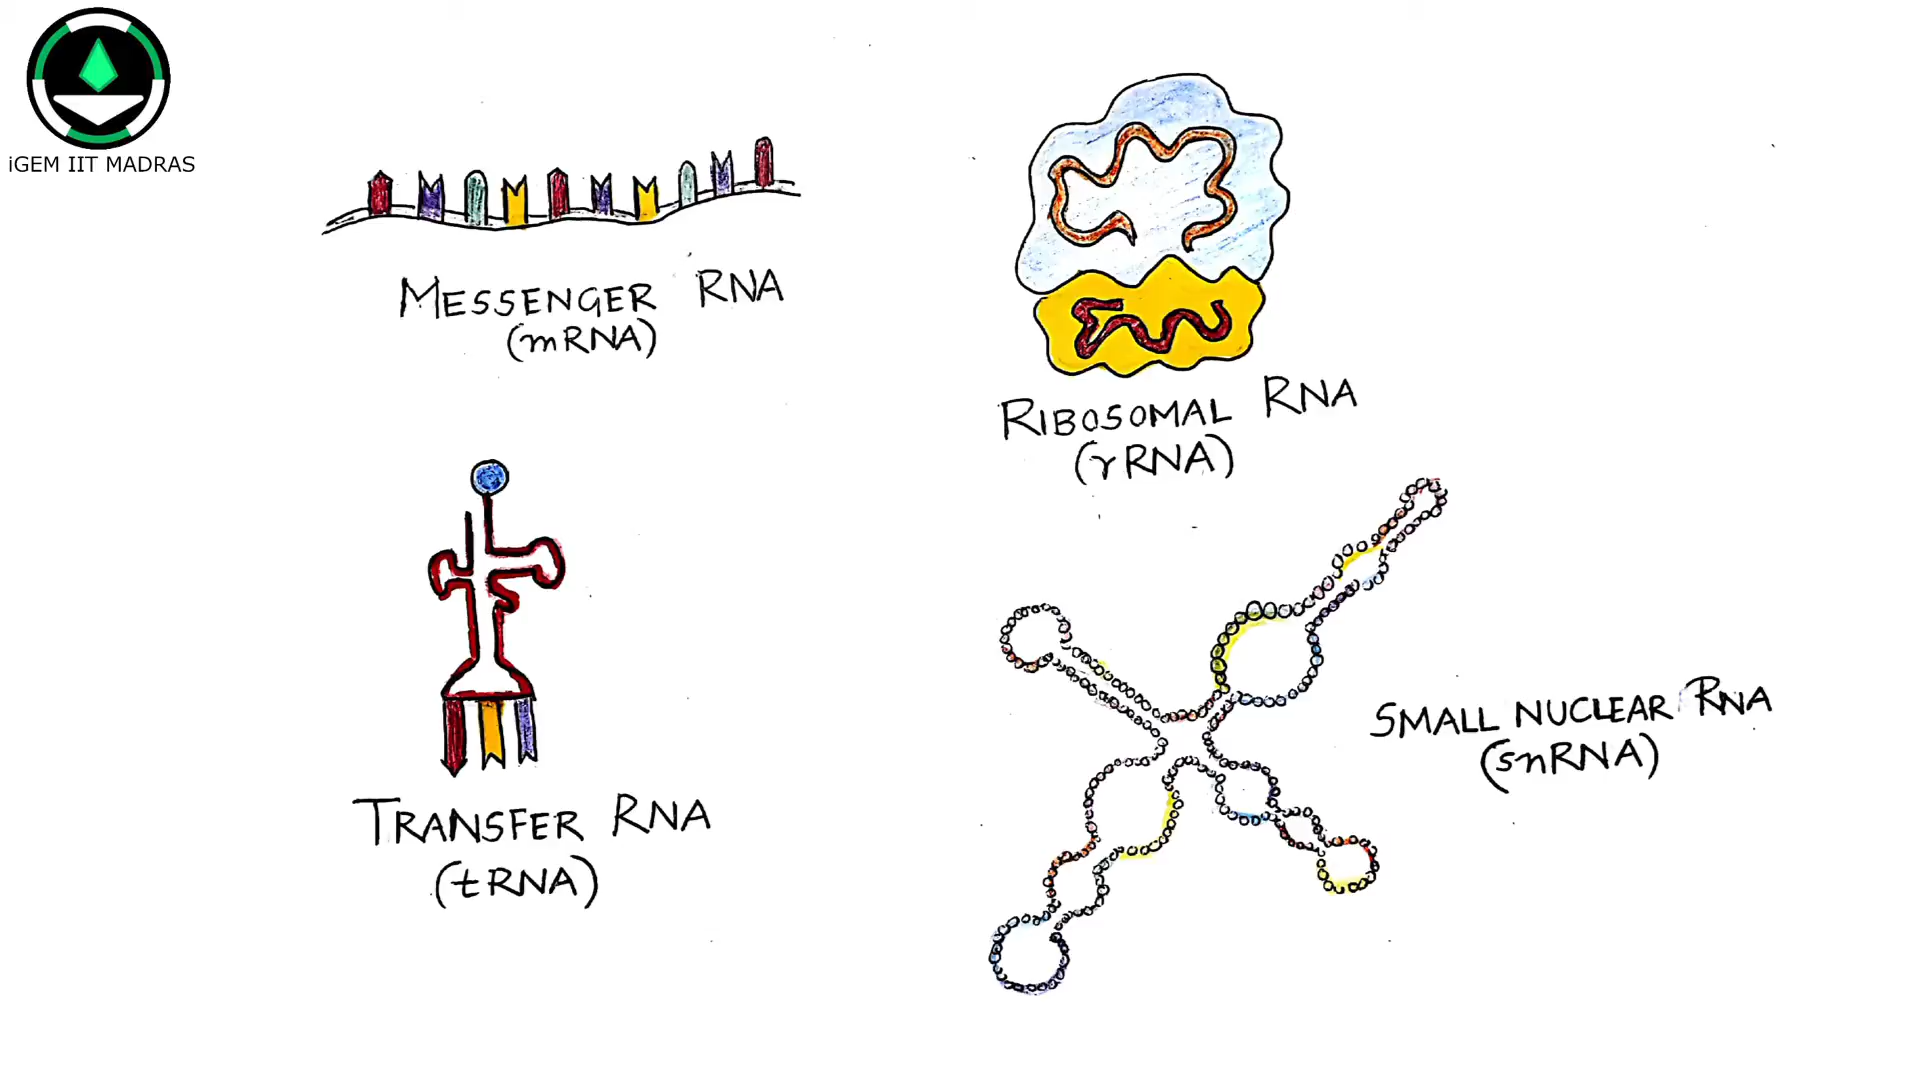 iGEM IIT MADRAS
MESSENGER RNA
(mRNA)
RIBOSOMAL RNA
(rRNA)
TRANSFER RNA
(tRNA)
SMALL NUCLEAR RNA
(snRNA)